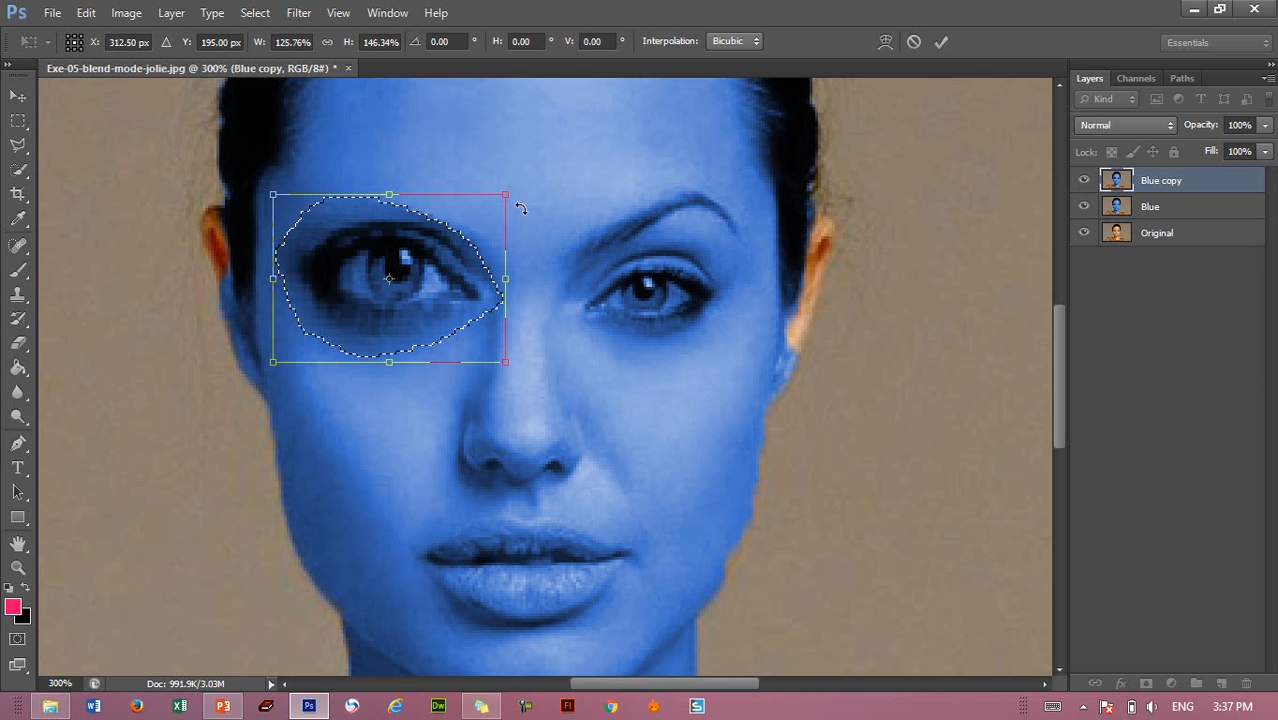 Ps File Edit Image Layer Type Select Filter View Window Help
X: 312.50 px Y: 195.00 px W: 125.76% H: 146.34% 0.00 ° H: 0.00 ° V: 0.00 ° Interpolation: Bicubic Essentials
Exe-05-blend-mode-jolie.jpg @ 300% (Blue copy, RGB/8#) * ×
Layers Channels Paths
Kind
Normal Opacity: 100%
Lock: Fill: 100%
Blue copy
Blue
Original
300% Doc: 991.9K/3.03M
ENG 3:37 PM